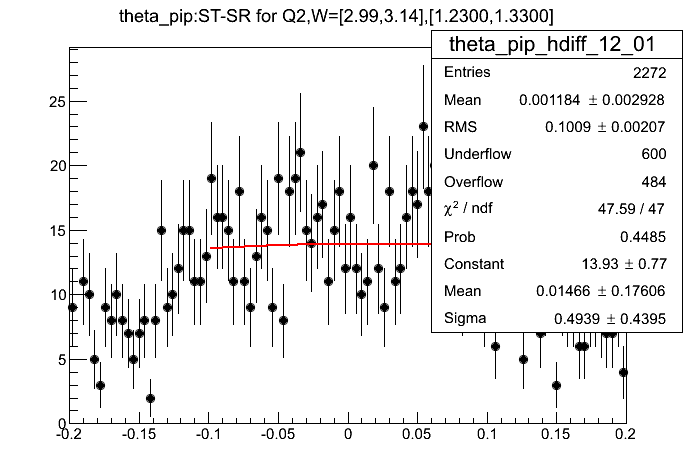 theta_pip:ST-SR for Q2,W=[2.99,3.14],[1.2300,1.3300]
theta_pip_hdiff_12_01
Entries 2272
Mean 0.001184 ± 0.002928
RMS 0.1009 ± 0.00207
Underflow 600
Overflow 484
χ² / ndf 47.59 / 47
Prob 0.4485
Constant 13.93 ± 0.77
Mean 0.01466 ± 0.17606
Sigma 0.4939 ± 0.4395
25
20
15
10
5
0
-0.2 -0.15 -0.1 -0.05 0 0.05 0.1 0.15 0.2